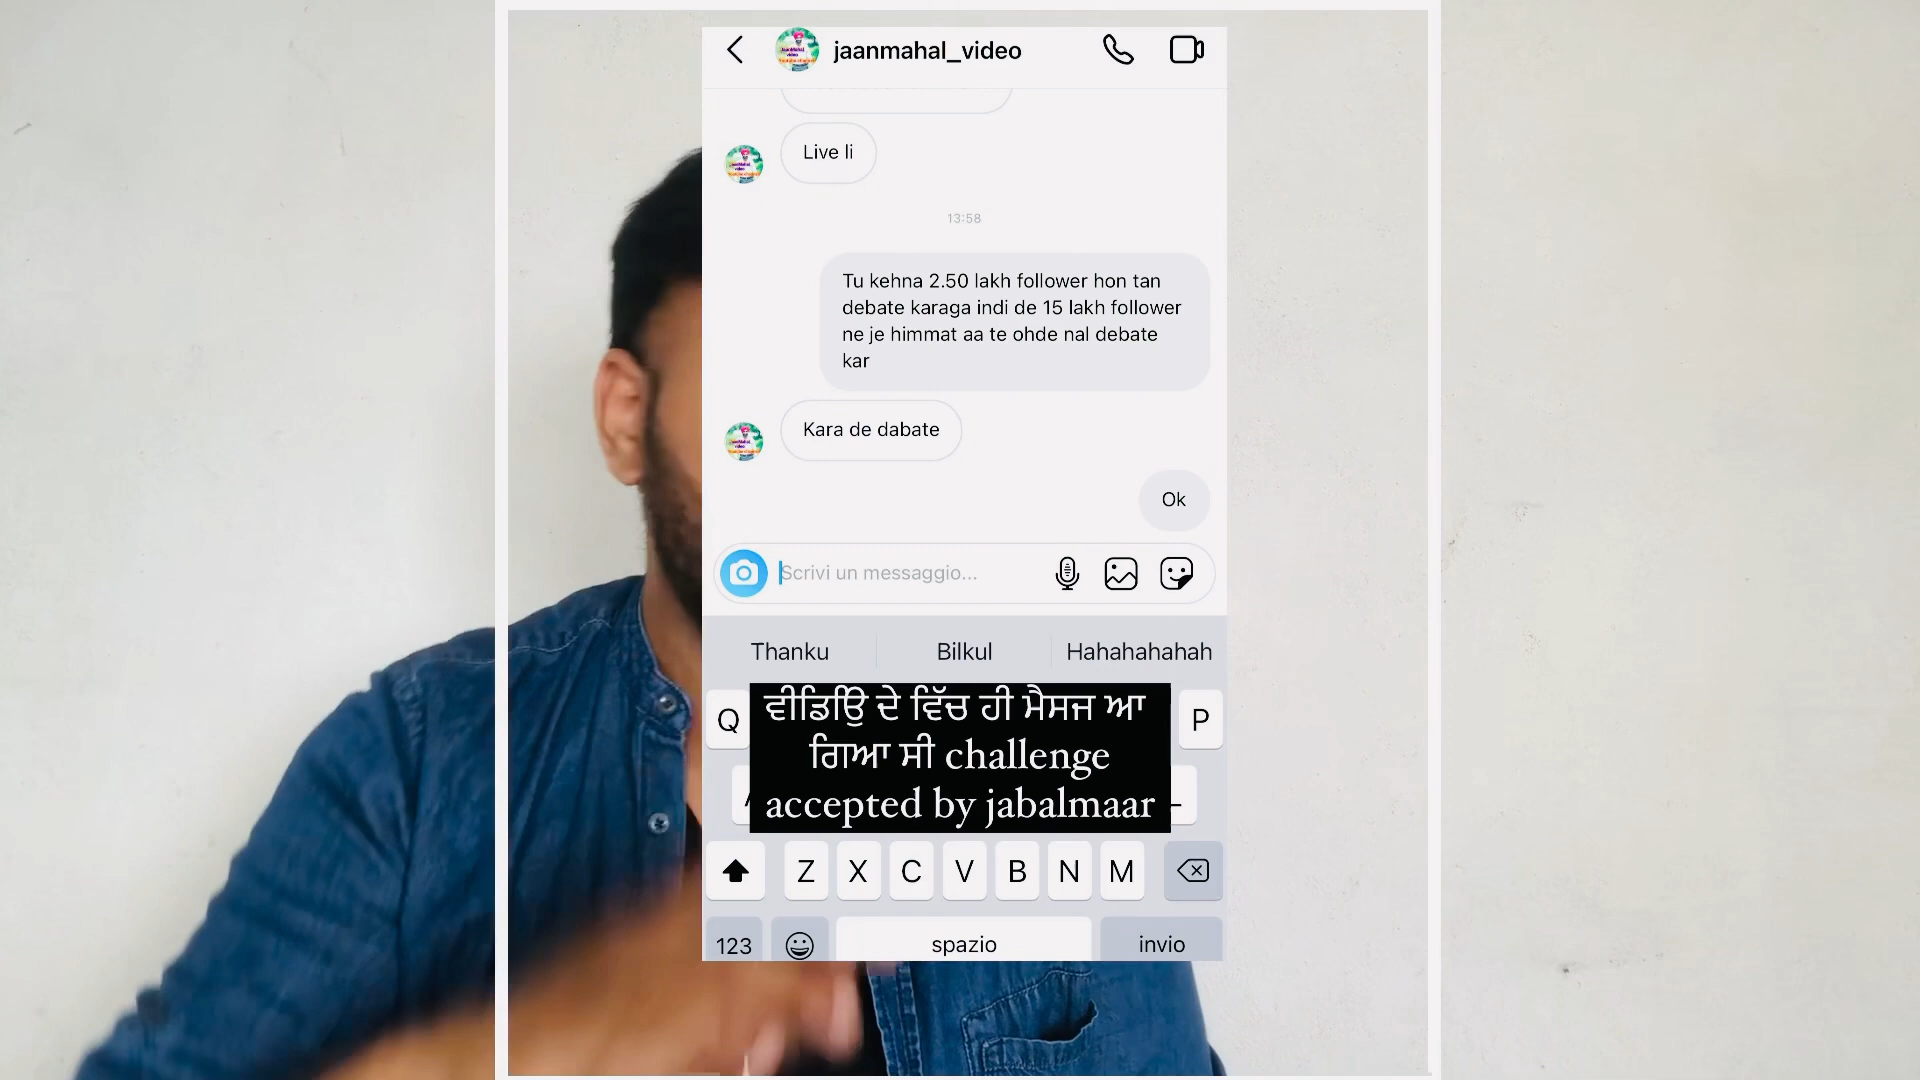 jaanmahal_video
Live li
13:58
Tu kehna 2.50 lakh follower hon tan
debate karaga indi de 15 lakh follower
ne je himmat aa te ohde nal debate
kar
Kara de dabate
Ok
Scrivi un messaggio...
Thanku Bilkul Hahahahahah
Q P
ਵੀਡਿਉ ਦੇ ਵਿੱਚ ਹੀ ਮੈਸਜ ਆ
ਗਿਆ ਸੀ challenge
accepted by jabalmaar
Z X C V B N M
123 spazio invio